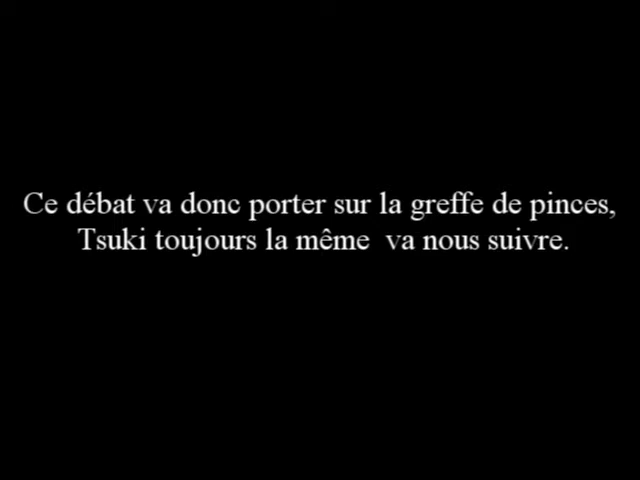 Ce débat va donc porter sur la greffe de pinces,
Tsuki toujours la même  va nous suivre.